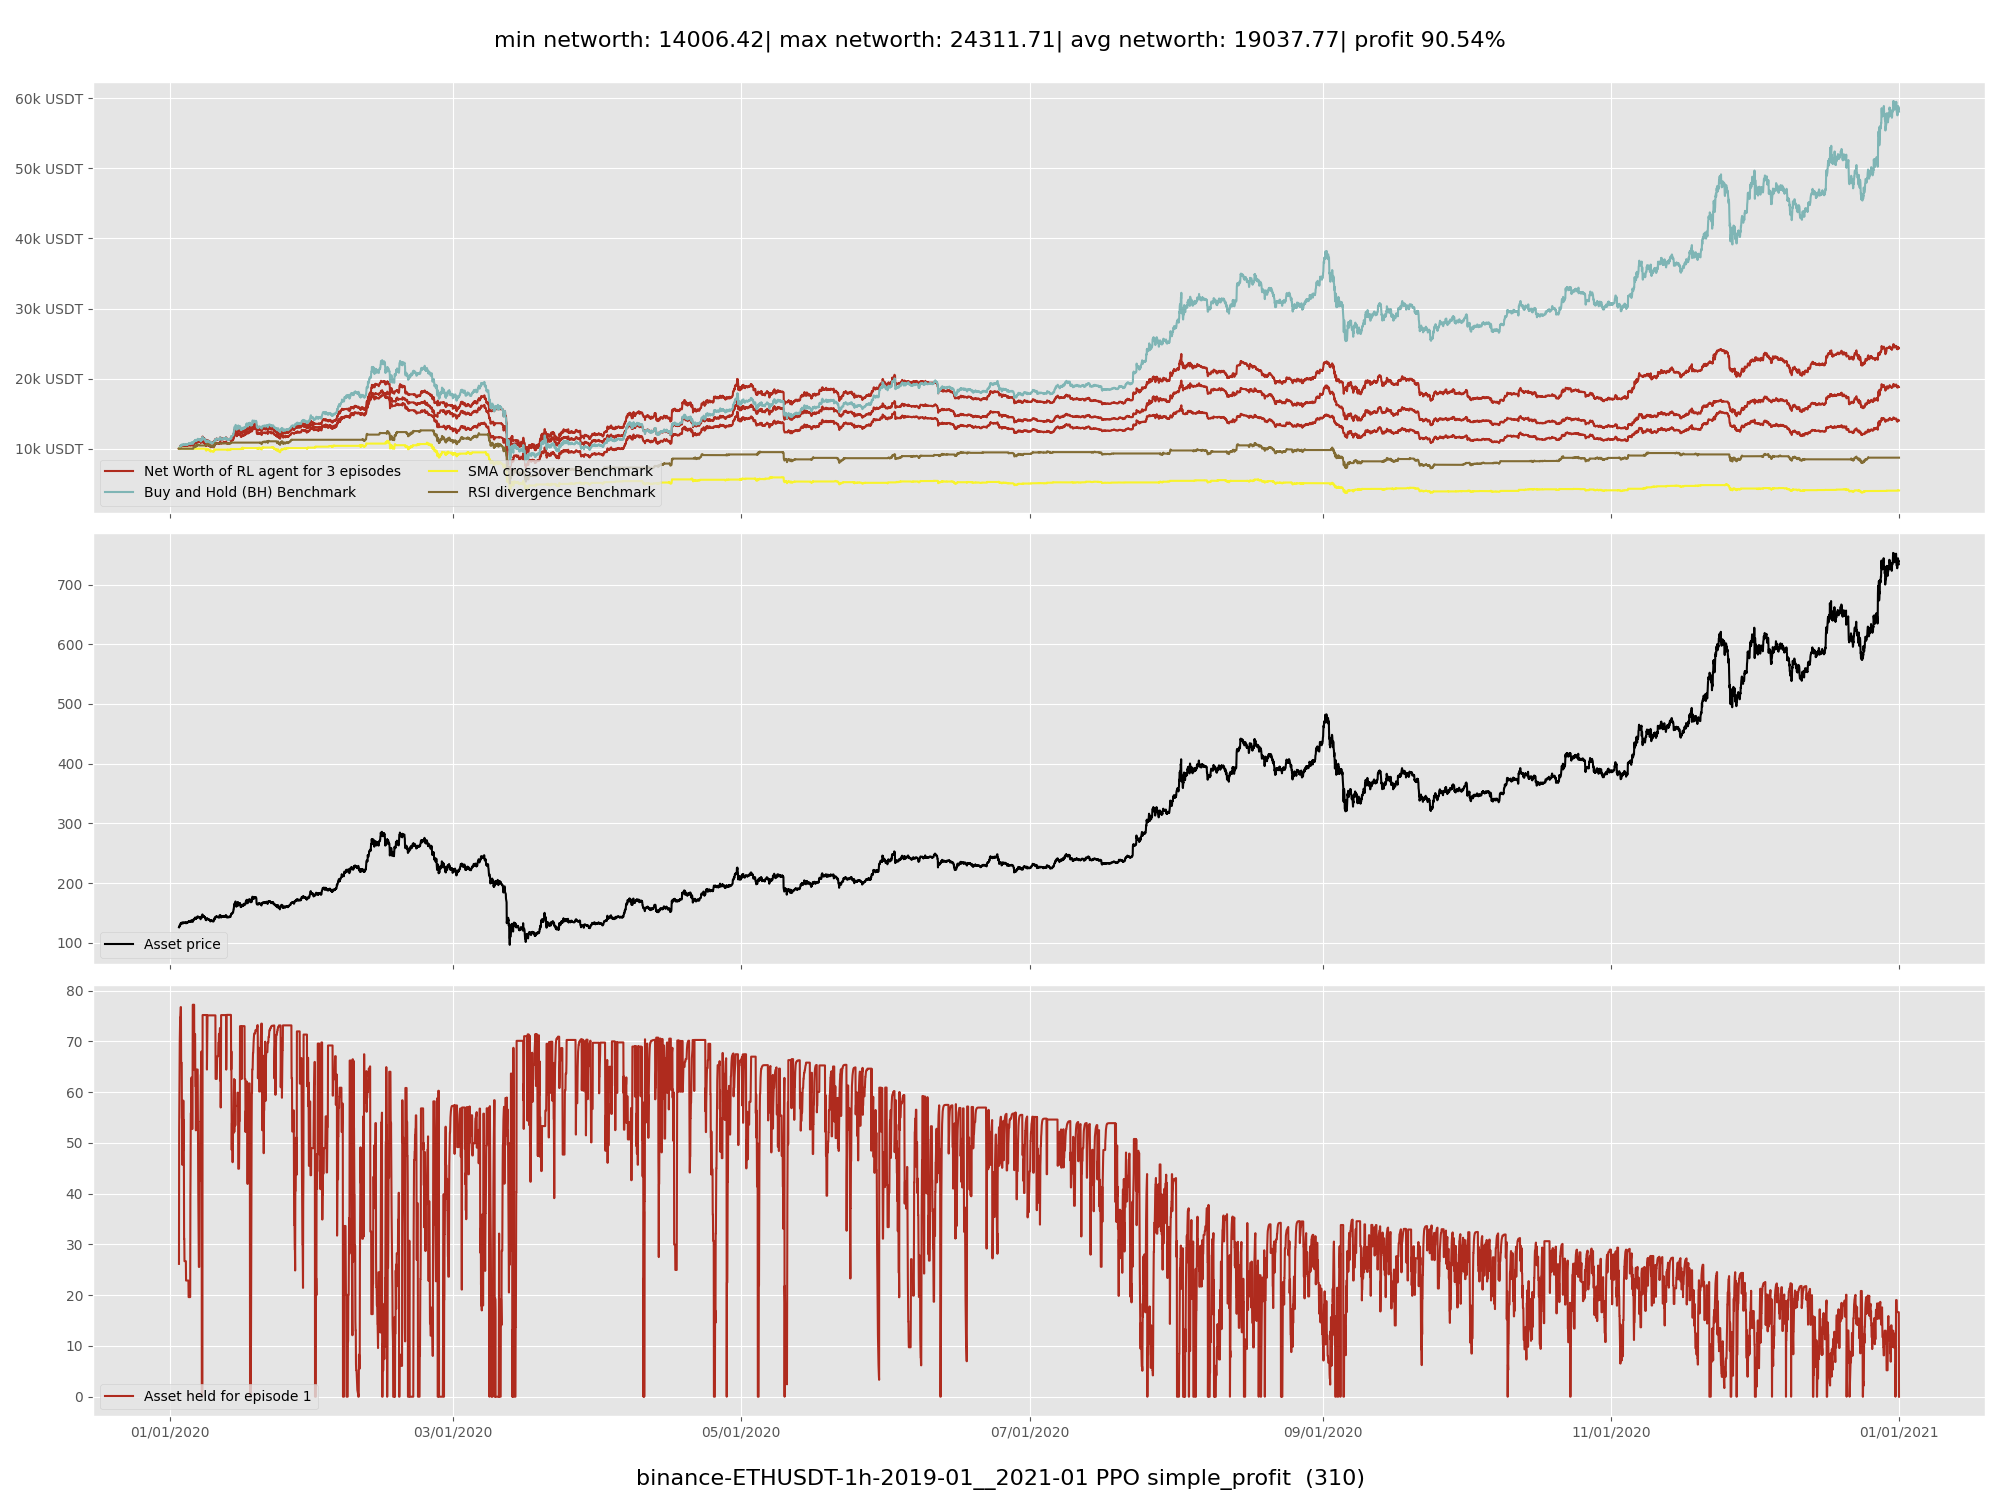 min networth: 14006.42| max networth: 24311.71| avg networth: 19037.77| profit 90.54%
60k USDT
50k USDT
40k USDT
30k USDT
20k USDT
10k USDT
Net Worth of RL agent for 3 episodes
Buy and Hold (BH) Benchmark
SMA crossover Benchmark
RSI divergence Benchmark
700
600
500
400
300
200
100
Asset price
80
70
60
50
40
30
20
10
0
Asset held for episode 1
01/01/2020 03/01/2020 05/01/2020 07/01/2020 09/01/2020 11/01/2020 01/01/2021
binance-ETHUSDT-1h-2019-01__2021-01 PPO simple_profit (310)